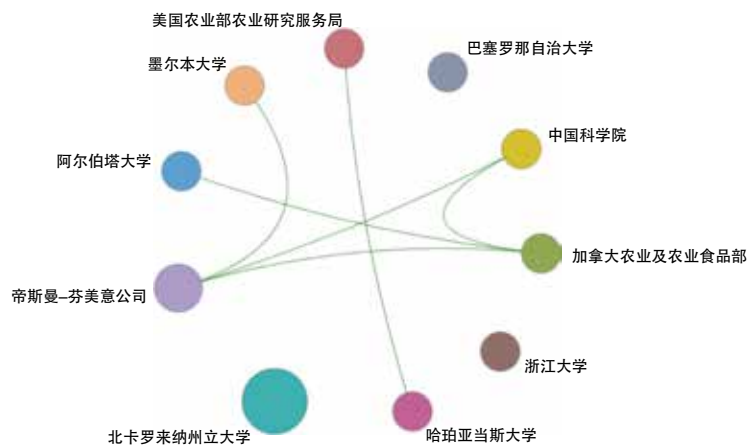 美国农业部农业研究服务局
巴塞罗那自治大学
墨尔本大学
中国科学院
阿尔伯塔大学
加拿大农业及农业食品部
帝斯曼–芬美意公司
浙江大学
北卡罗来纳州立大学
哈珀亚当斯大学